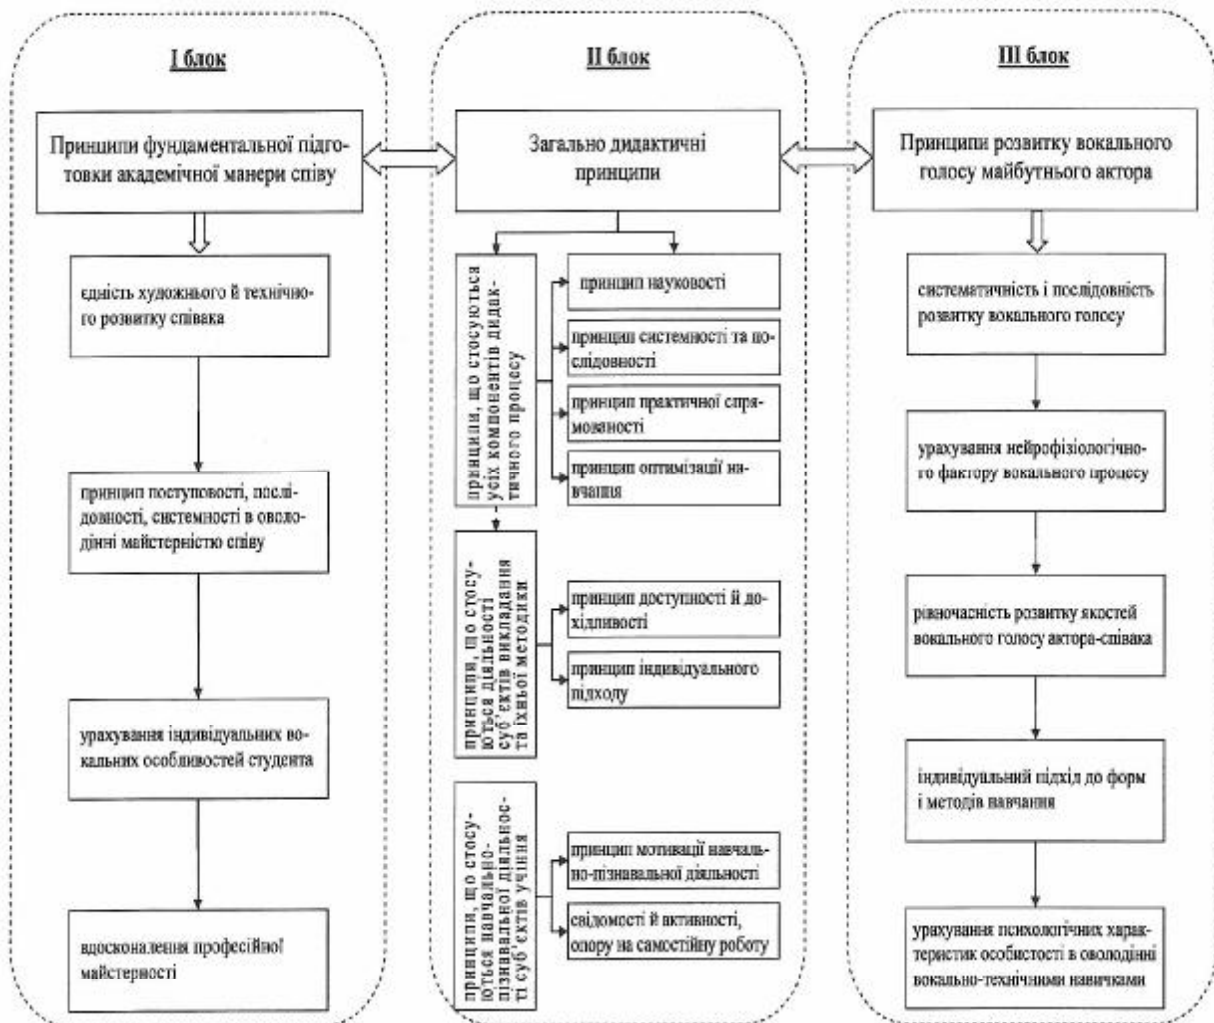 I блок
Принципи фундаментальної підго-
товки академічної манери співу
єдність художнього й технічно-
го розвитку співака
принцип поступовості, послі-
довності, системності в оволо-
дінні майстерністю співу
урахування індивідуальних во-
кальних особливостей студента
вдосконалення професійної
майстерності
II блок
Загально дидактичні
принципи
принципи, що стосуються
усіх компонентів дидак-
тичного процесу
принцип науковості
принцип системності та по-
слідовності
принцип практичної спря-
мованості
принцип оптимізації на-
вчання
принципи, що стосу-
ються діяльності
суб’єктів викладання
та їхньої методики
принцип доступності й до-
хідливості
принцип індивідуального
підходу
принципи, що стосу-
ються навчально-
пізнавальної діяльнос-
ті суб’єктів учіння
принцип мотивації навчаль-
но-пізнавальної діяльності
свідомості й активності,
опору на самостійну роботу
III блок
Принципи розвитку вокального
голосу майбутнього актора
систематичність і послідовність
розвитку вокального голосу
урахування нейрофізіологічно-
го фактору вокального процесу
рівночасність розвитку якостей
вокального голосу актора-співака
індивідуальний підхід до форм
і методів навчання
урахування психологічних харак-
теристик особистості в оволодінні
вокально-технічними навичками